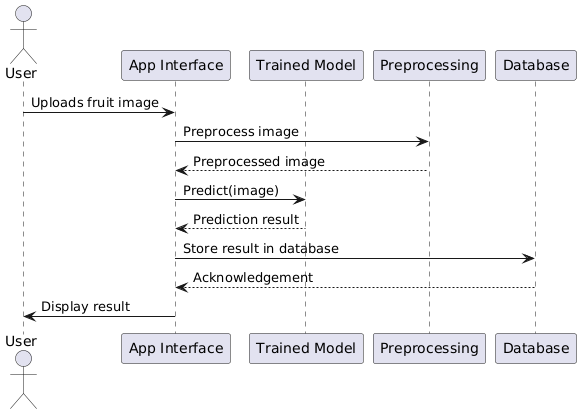 User
App Interface
Trained Model
Preprocessing
Database
Uploads fruit image
Preprocess image
Preprocessed image
Predict(image)
Prediction result
Store result in database
Acknowledgement
Display result
User
App Interface
Trained Model
Preprocessing
Database